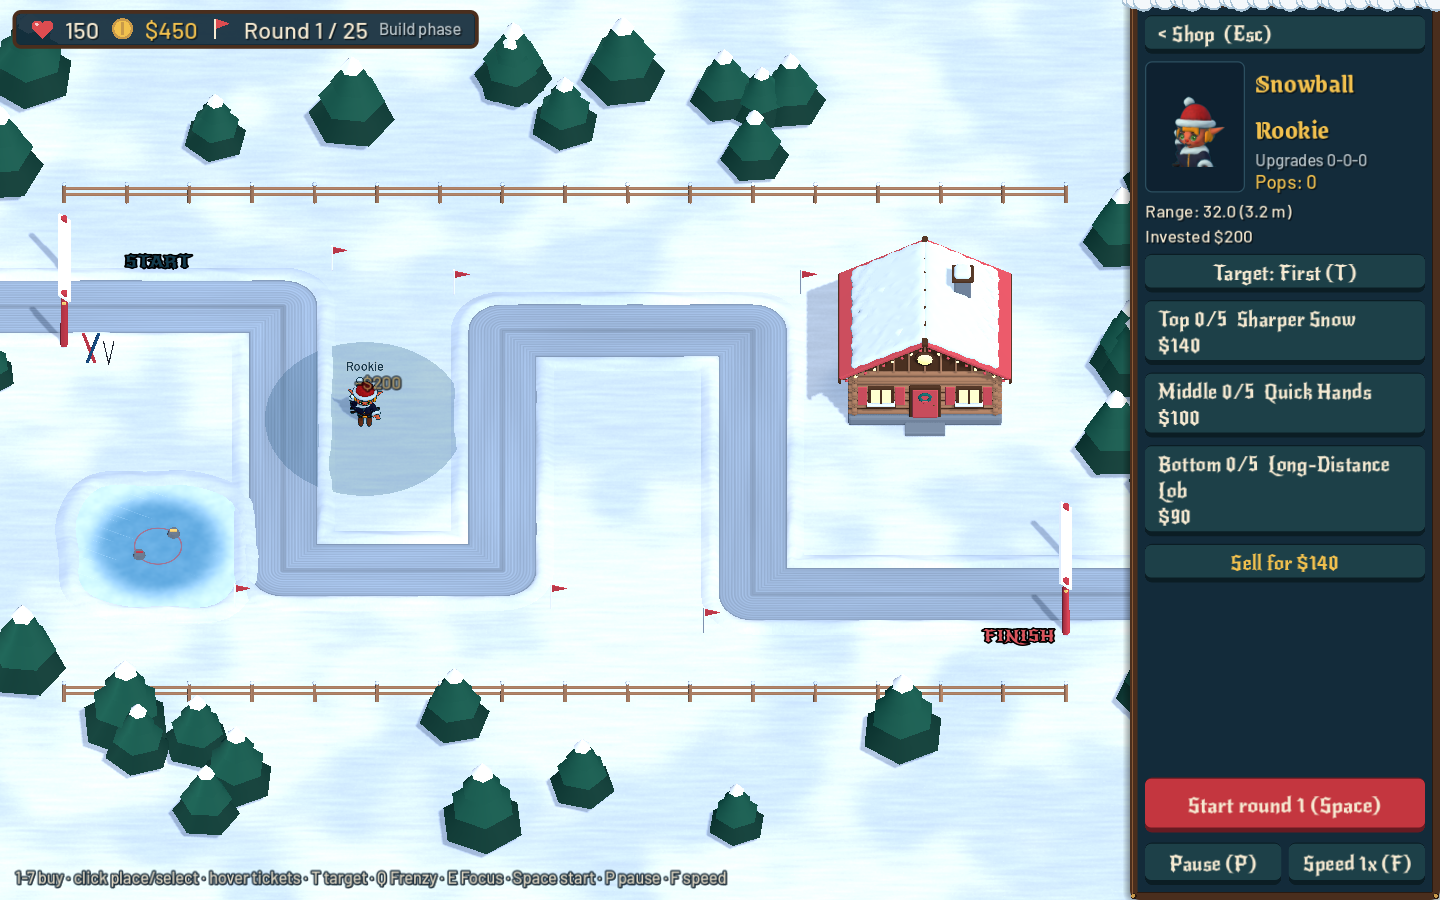 150 $450 Round 1 / 25 Build phase
START
Rookie
-$200
FINISH
1-7 buy · click place/select · hover tickets · T target · Q Frenzy · E Focus · Space start · P pause · F speed
< Shop (Esc)
Snowball
Rookie
Upgrades 0-0-0
Pops: 0
Range: 32.0 (3.2 m)
Invested $200
Target: First (T)
Top 0/5 Sharper Snow
$140
Middle 0/5 Quick Hands
$100
Bottom 0/5 Long-Distance
Lob
$90
Sell for $140
Start round 1 (Space)
Pause (P)
Speed 1x (F)